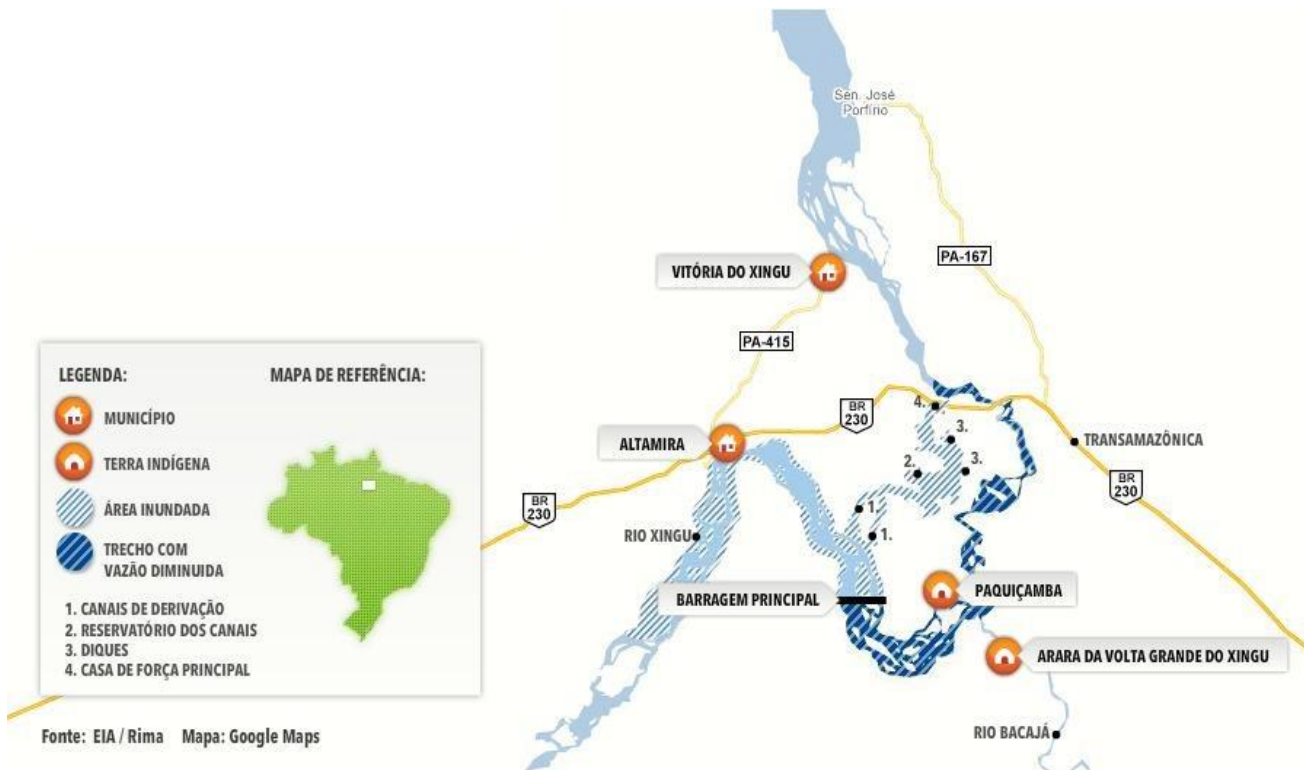 Sen. José
Porfírio
VITÓRIA DO XINGU
PA-167
PA-415
LEGENDA:
MAPA DE REFERÊNCIA:
MUNICÍPIO
TERRA INDÍGENA
ÁREA INUNDADA
TRECHO COM
VAZÃO DIMINUIDA
1. CANAIS DE DERIVAÇÃO
2. RESERVATÓRIO DOS CANAIS
3. DIQUES
4. CASA DE FORÇA PRINCIPAL
ALTAMIRA
BR
230
4.
BR
230
3.
TRANSAMAZÔNICA
2.
3.
BR
230
1.
RIO XINGU
1.
BARRAGEM PRINCIPAL
PAQUIÇAMBA
ARARA DA VOLTA GRANDE DO XINGU
RIO BACAJÁ
Fonte: EIA / Rima Mapa: Google Maps